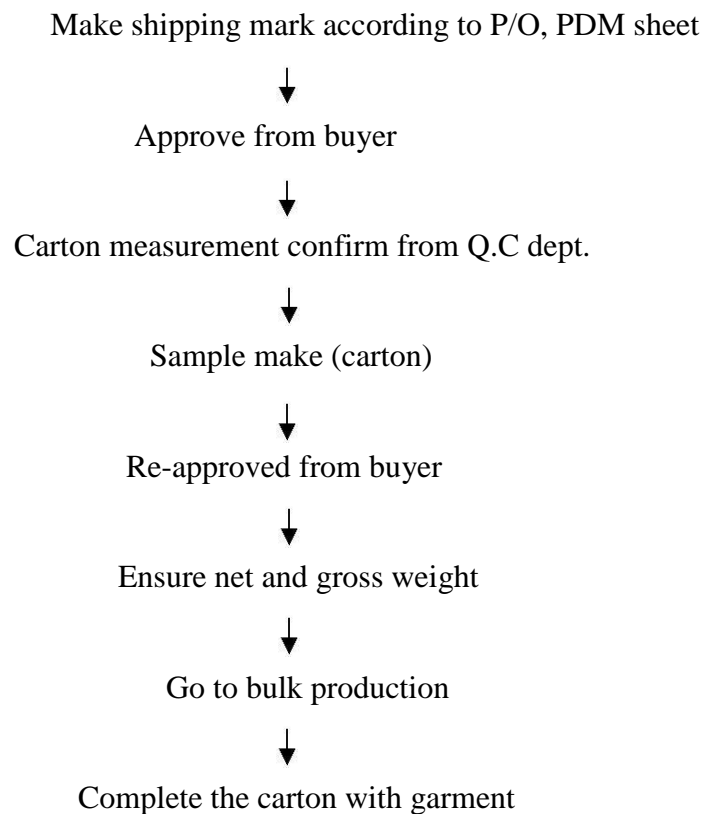 Make shipping mark according to P/O, PDM sheet
Approve from buyer
Carton measurement confirm from Q.C dept.
Sample make (carton)
Re-approved from buyer
Ensure net and gross weight
Go to bulk production
Complete the carton with garment